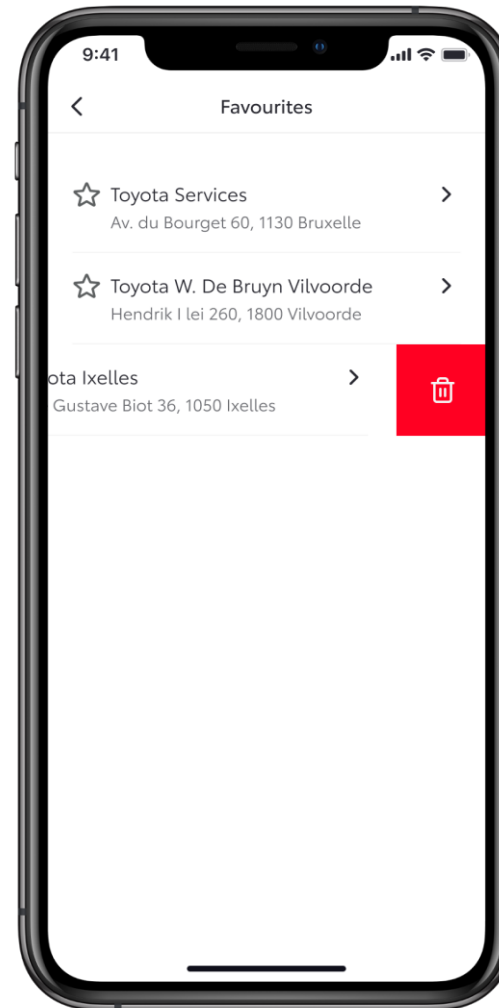 9:41
Favourites
Toyota Services
Av. du Bourget 60, 1130 Bruxelle
Toyota W. De Bruyn Vilvoorde
Hendrik I lei 260, 1800 Vilvoorde
ota Ixelles
Gustave Biot 36, 1050 Ixelles